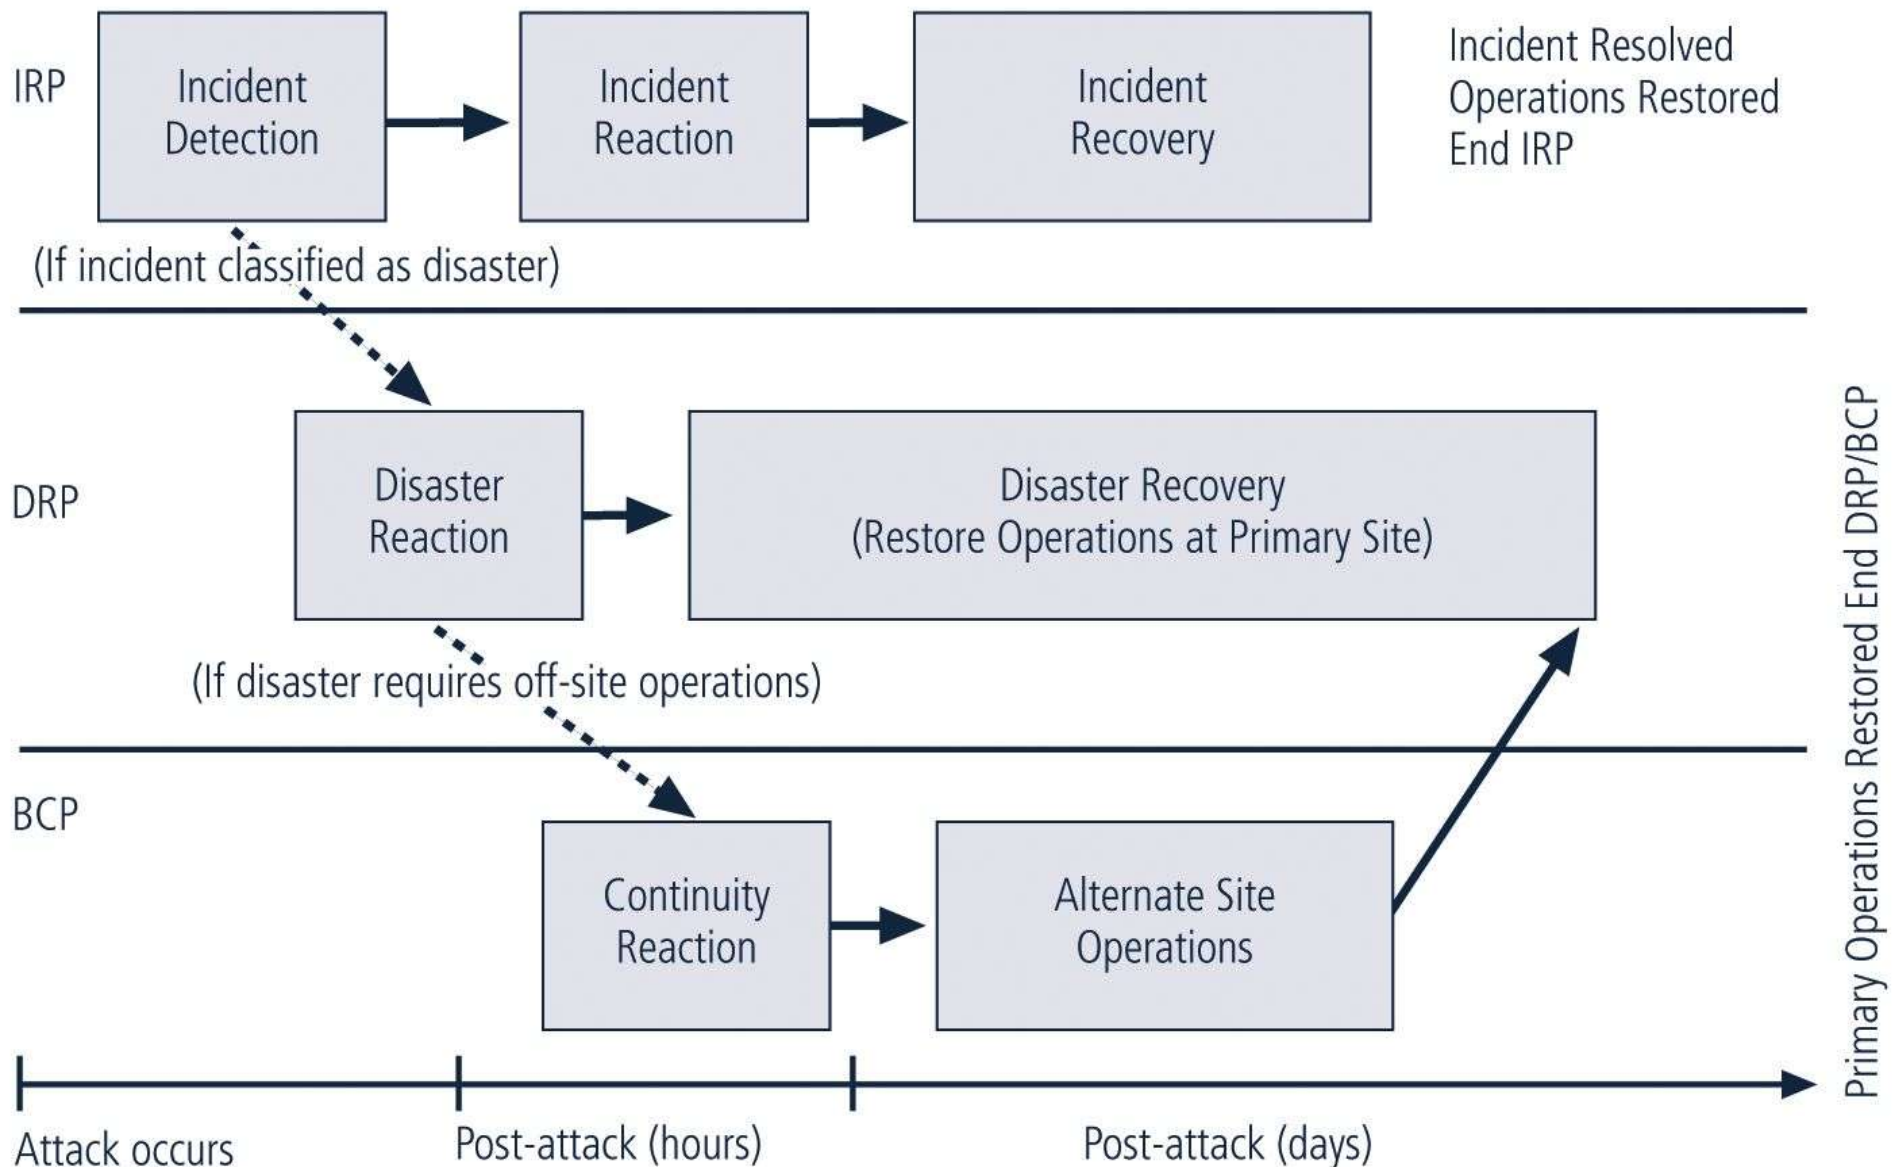 IRP
Incident
Detection
Incident
Reaction
Incident
Recovery
Incident Resolved
Operations Restored
End IRP
(If incident classified as disaster)
DRP
Disaster
Reaction
Disaster Recovery
(Restore Operations at Primary Site)
(If disaster requires off-site operations)
BCP
Continuity
Reaction
Alternate Site
Operations
Primary Operations Restored End DRP/BCP
Attack occurs
Post-attack (hours)
Post-attack (days)